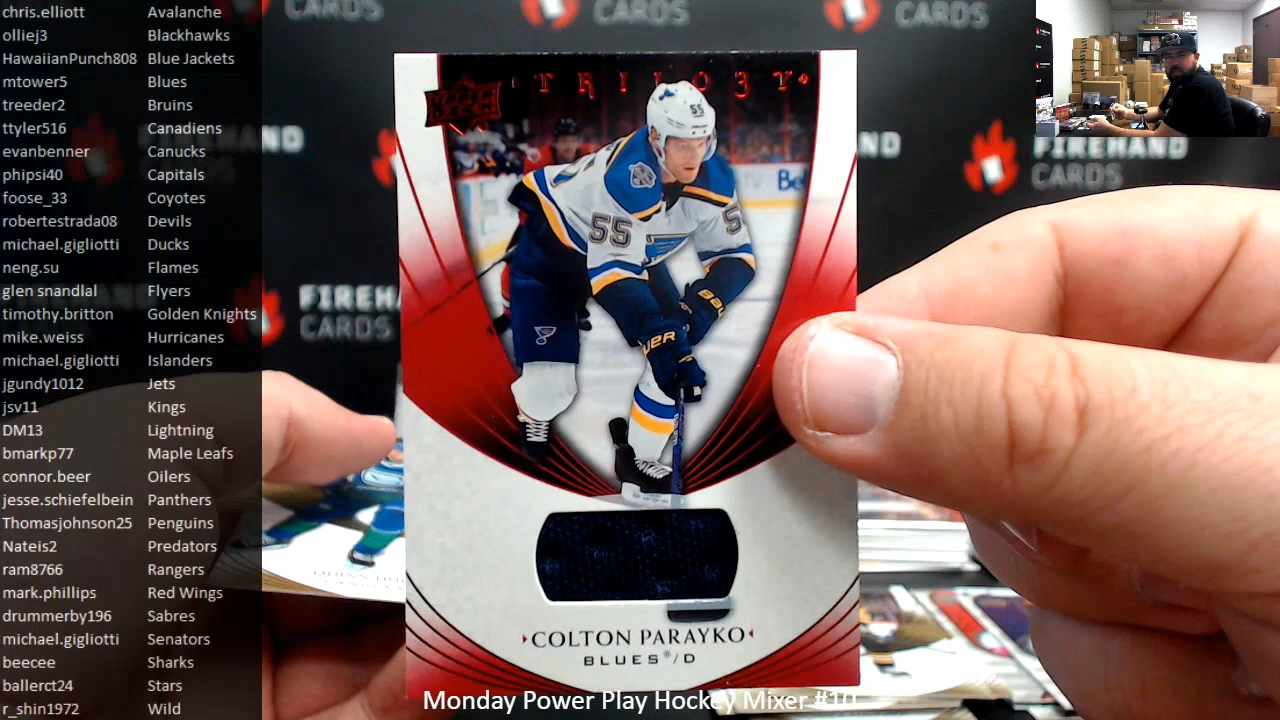 chris.elliott Avalanche
olliej3 Blackhawks
HawaiianPunch808 Blue Jackets
mtower5 Blues
treeder2 Bruins
ttyler516 Canadiens
evanbenner Canucks
phipsi40 Capitals
foose_33 Coyotes
robertestrada08 Devils
michael.gigliotti Ducks
neng.su Flames
glen snandlal Flyers
timothy.britton Golden Knights
mike.weiss Hurricanes
michael.gigliotti Islanders
jgundy1012 Jets
jsv11 Kings
DM13 Lightning
bmarkp77 Maple Leafs
connor.beer Oilers
jesse.schiefelbein Panthers
Thomasjohnson25 Penguins
Nateis2 Predators
ram8766 Rangers
mark.phillips Red Wings
drummerby196 Sabres
michael.gigliotti Senators
beecee Sharks
ballerct24 Stars
r_shin1972 Wild
CARDS
CARDS
CARDS
FIREHAND
CARDS
CARDS
UPPER DECK
TRILOGY
55
55
COLTON PARAYKO
BLUES®/D
Monday Power Play Hockey Mixer #10